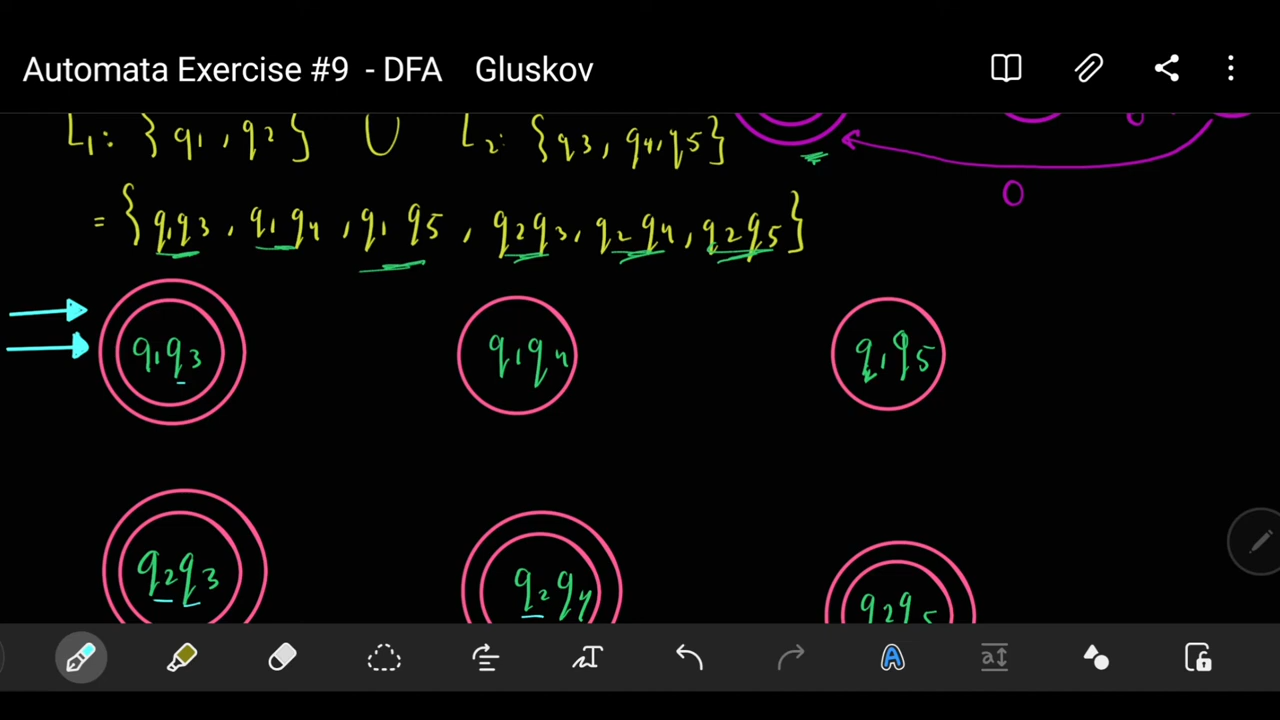 Automata Exercise #9 - DFA Gluskov
L₁: {q1, q2} ∪ L₂: {q3, q4, q5}
0
= {q1q3, q1q4, q1q5, q2q3, q2q4, q2q5}
q1q3 q1q4 q1q5
q2q3 q2q4 q2q5